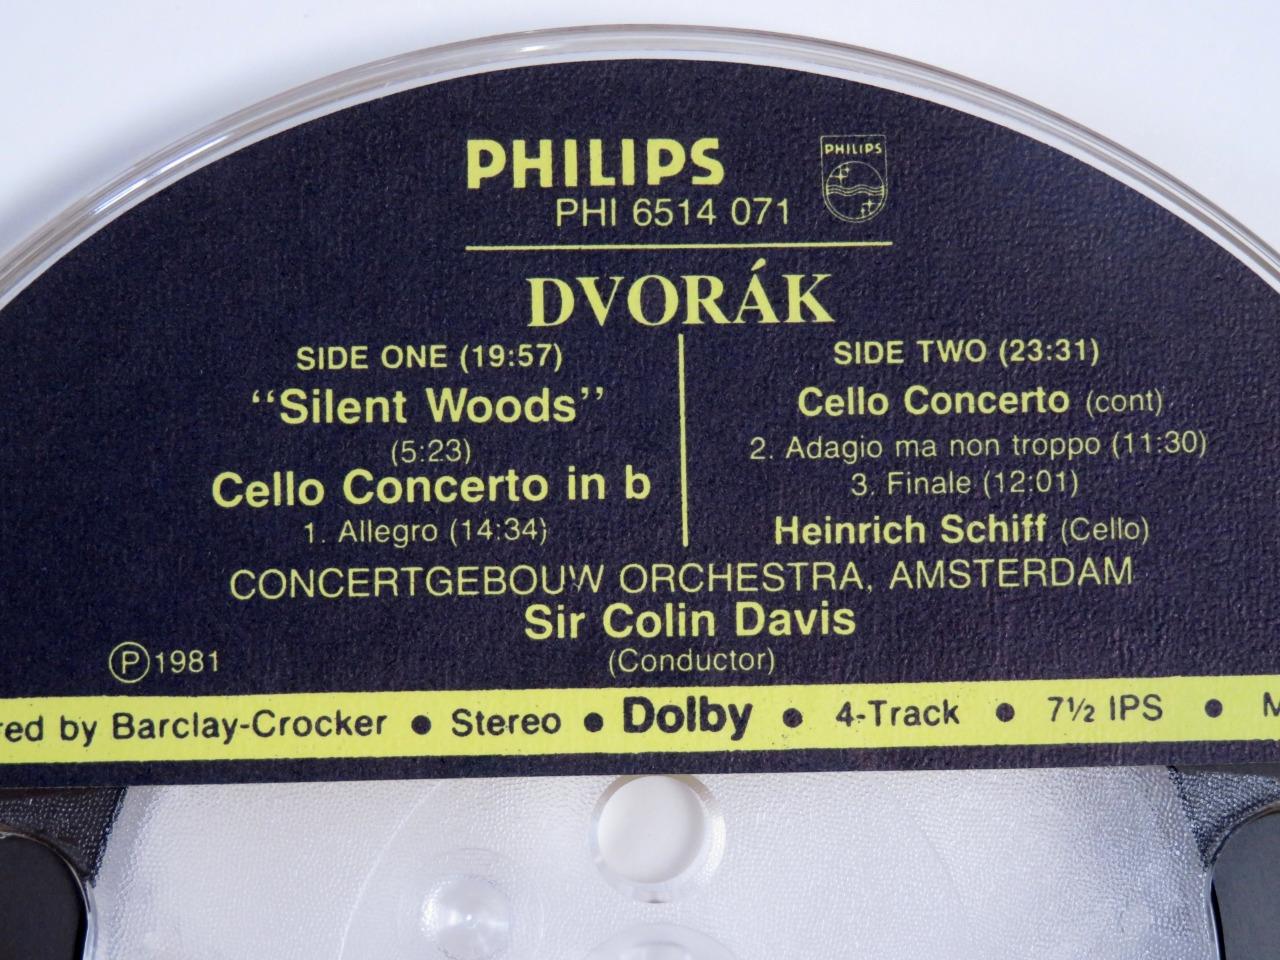 PHILIPS
PHI 6514 071
PHILIPS
DVORÁK
SIDE ONE (19:57)
“Silent Woods”
(5:23)
Cello Concerto in b
1. Allegro (14:34)
SIDE TWO (23:31)
Cello Concerto (cont)
2. Adagio ma non troppo (11:30)
3. Finale (12:01)
Heinrich Schiff (Cello)
CONCERTGEBOUW ORCHESTRA, AMSTERDAM
Sir Colin Davis
(Conductor)
Ⓟ1981
by Barclay-Crocker • Stereo • Dolby • 4-Track • 7½ IPS •